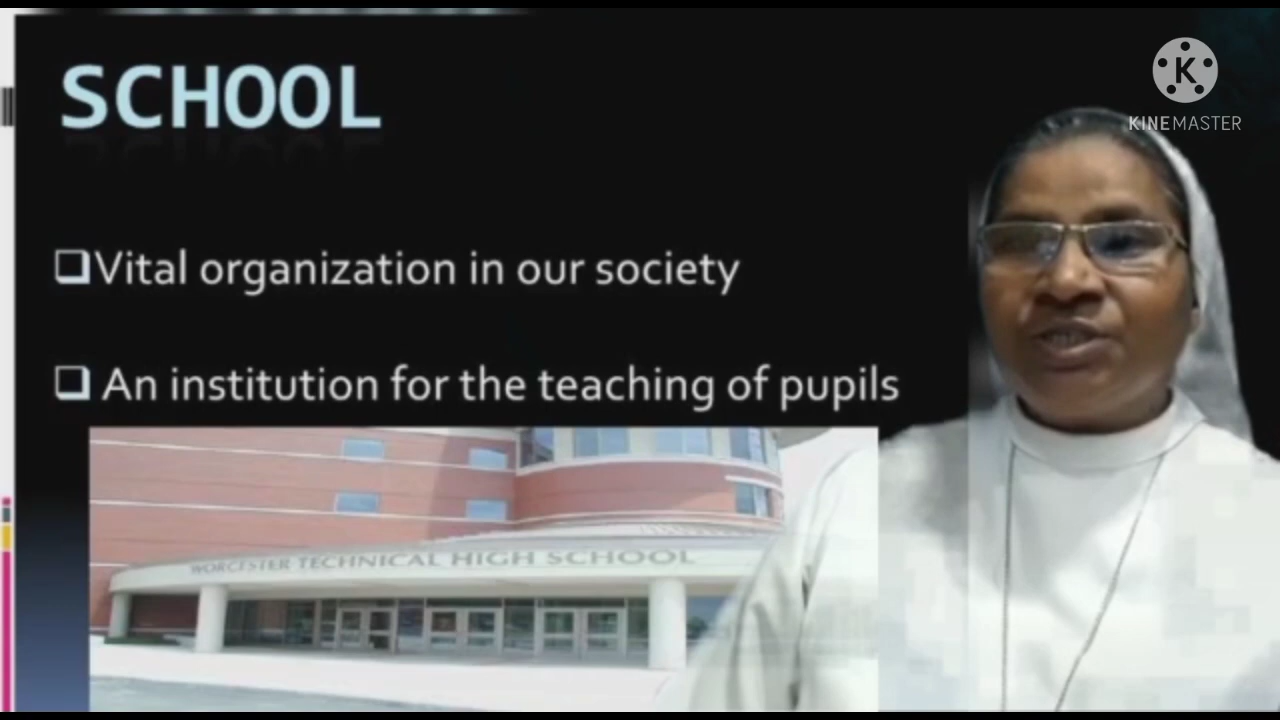 SCHOOL
K
KINEMASTER
Vital organization in our society
An institution for the teaching of pupils
WORCESTER TECHNICAL HIGH SCHOOL